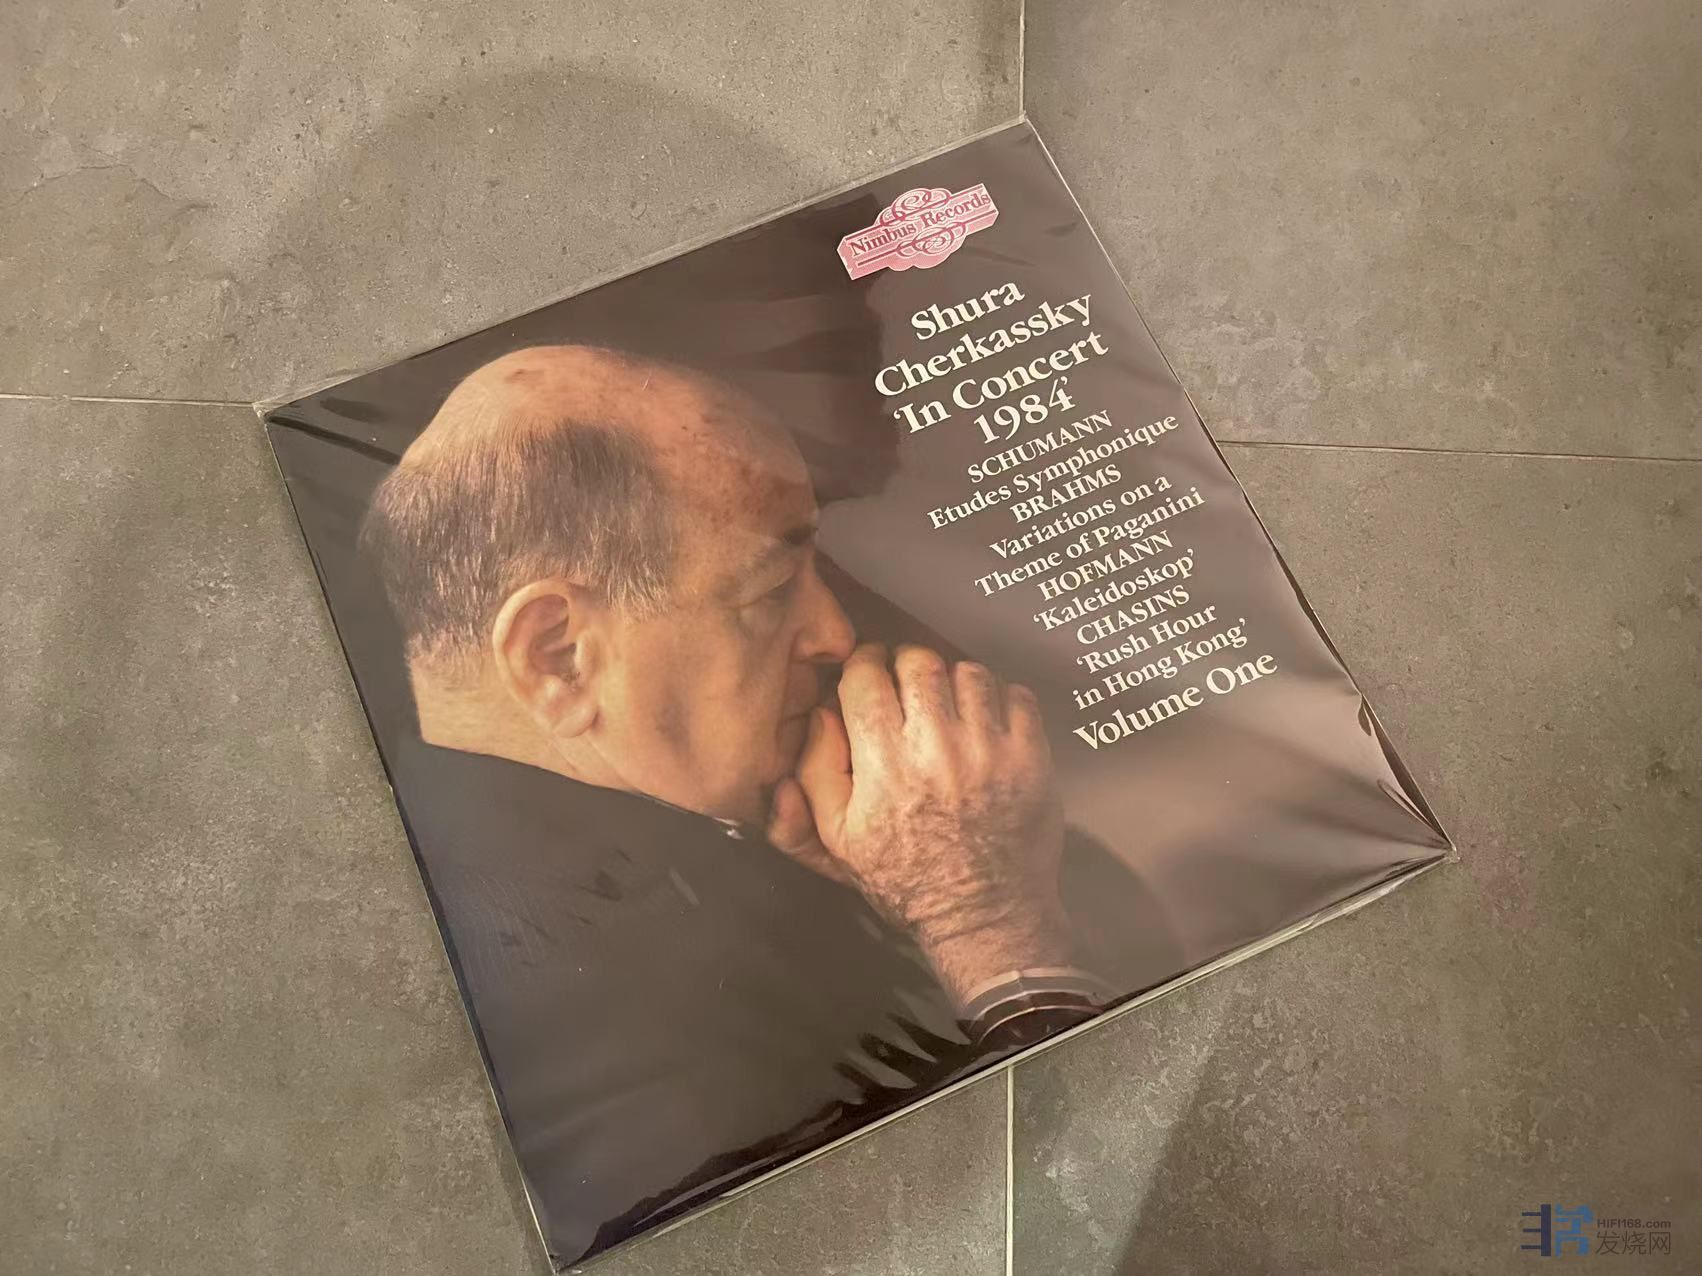 Nimbus Records
Shura
Cherkassky
'In Concert
1984'
SCHUMANN
Etudes Symphonique
BRAHMS
Variations on a
Theme of Paganini
HOFMANN
'Kaleidoskop'
CHASINS
'Rush Hour
in Hong Kong'
Volume One
HIFI168.com
发烧网